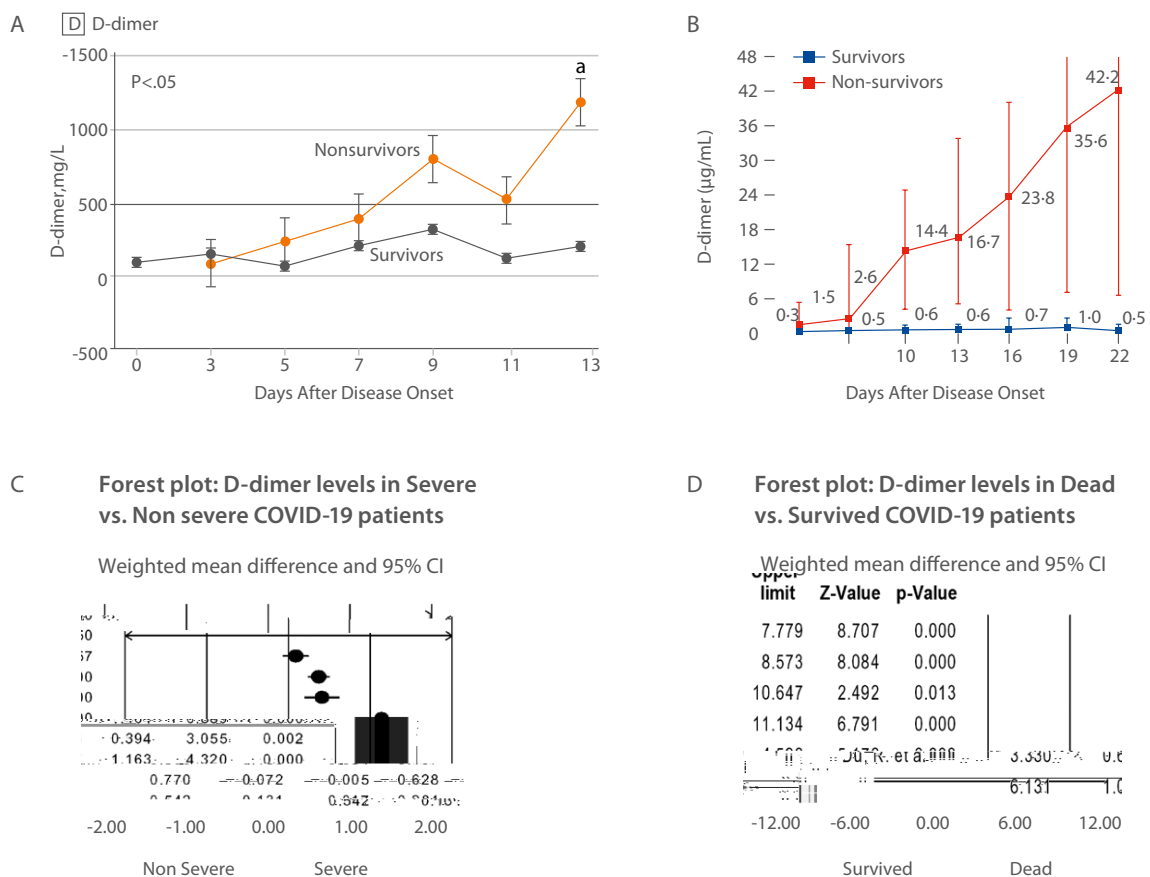 A
D D-dimer
-1500
1000
500
0
-500
D-dimer,mg/L
P<.05
a
Nonsurvivors
Survivors
0 3 5 7 9 11 13
Days After Disease Onset
B
48
42
36
30
24
18
12
6
0
D-dimer (µg/mL)
Survivors
Non-survivors
42·2
35·6
23·8
16·7
14·4
2·6
1·5
0·3
0·5
0·6
0·6
0·7
1·0
0·5
10 13 16 19 22
Days After Disease Onset
C
Forest plot: D-dimer levels in Severe
vs. Non severe COVID-19 patients
Weighted mean difference and 95% CI
0.394 3.055 0.002
1.163 4.320 0.000
0.770 -0.072 0.005 0.628
-2.00 -1.00 0.00 1.00 2.00
Non Severe Severe
D
Forest plot: D-dimer levels in Dead
vs. Survived COVID-19 patients
Weighted mean difference and 95% CI
limit Z-Value p-Value
7.779 8.707 0.000
8.573 8.084 0.000
10.647 2.492 0.013
11.134 6.791 0.000
6.131
-12.00 -6.00 0.00 6.00 12.00
Survived Dead